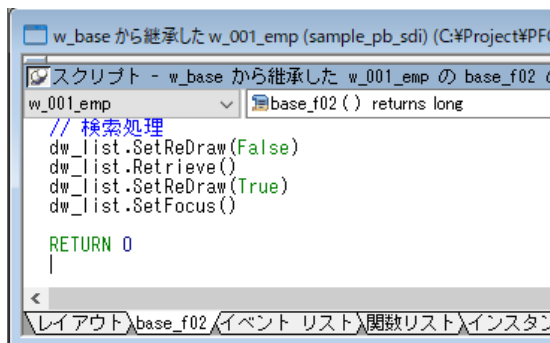 w_base から継承した w_001_emp (sample_pb_sdi) (C:¥Project¥PF
スクリプト - w_base から継承した w_001_emp の base_f02
w_001_emp base_f02 ( ) returns long
// 検索処理
dw_list.SetReDraw(False)
dw_list.Retrieve()
dw_list.SetReDraw(True)
dw_list.SetFocus()
RETURN 0
レイアウト base_f02 イベント リスト 関数リスト インスタン